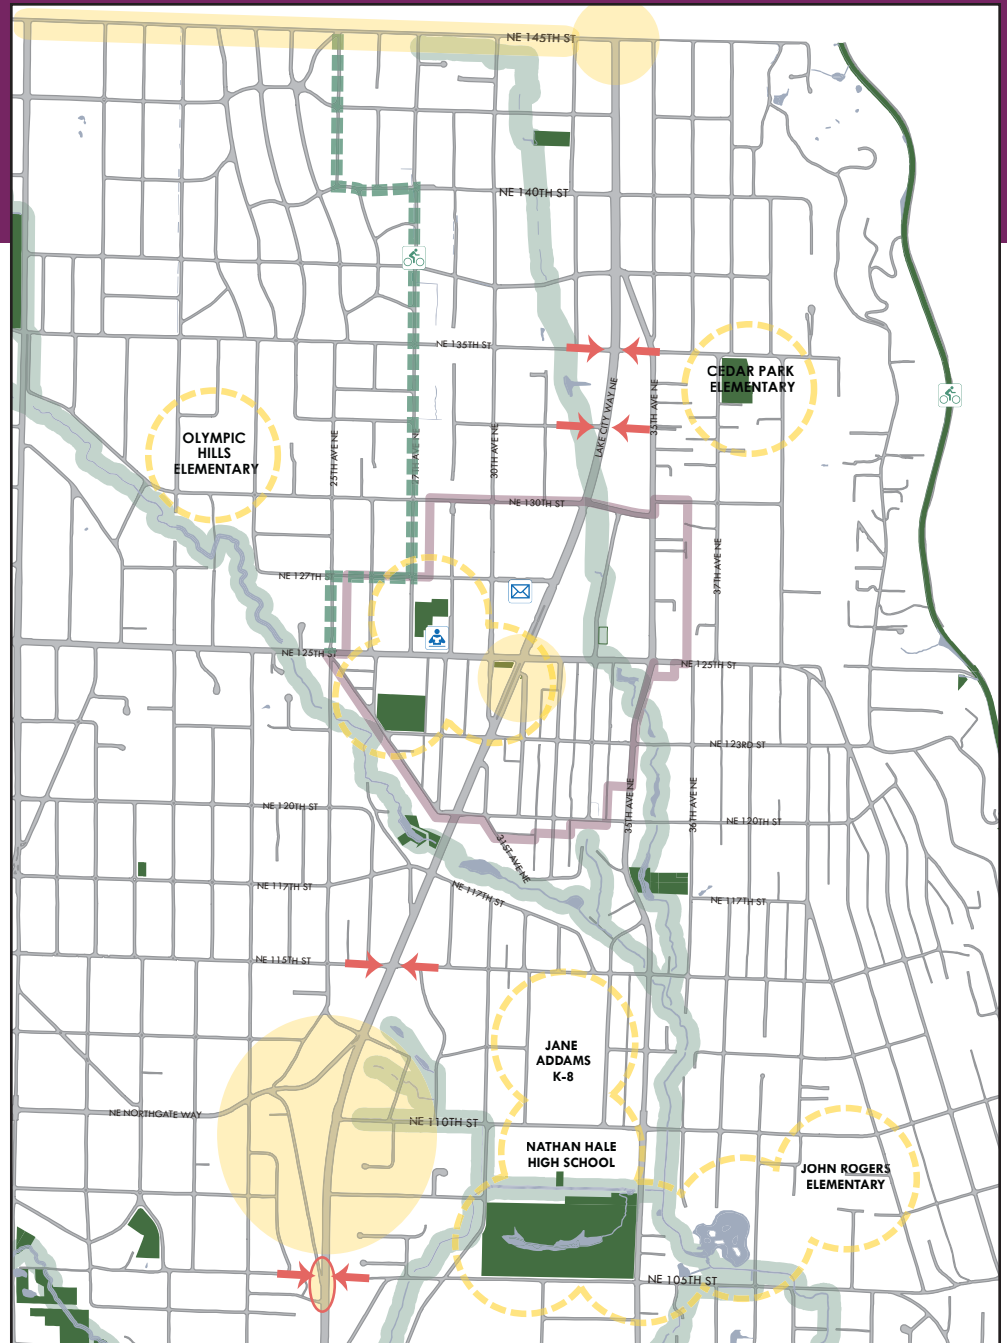 NE 145TH ST
NE 140TH ST
NE 135TH ST
CEDAR PARK
ELEMENTARY
LAKE CITY WAY NE
35TH AVE NE
OLYMPIC
HILLS
ELEMENTARY
25TH AVE NE
27TH AVE NE
30TH AVE NE
NE 130TH ST
37TH AVE NE
NE 127TH ST
NE 125TH ST
NE 125TH ST
NE 123RD ST
NE 120TH ST
35TH AVE NE
36TH AVE NE
NE 120TH ST
31ST AVE NE
NE 117TH ST
NE 117TH ST
NE 117TH ST
NE 115TH ST
JANE
ADDAMS
K-8
NE NORTHGATE WAY
NE 110TH ST
NATHAN HALE
HIGH SCHOOL
JOHN ROGERS
ELEMENTARY
NE 105TH ST